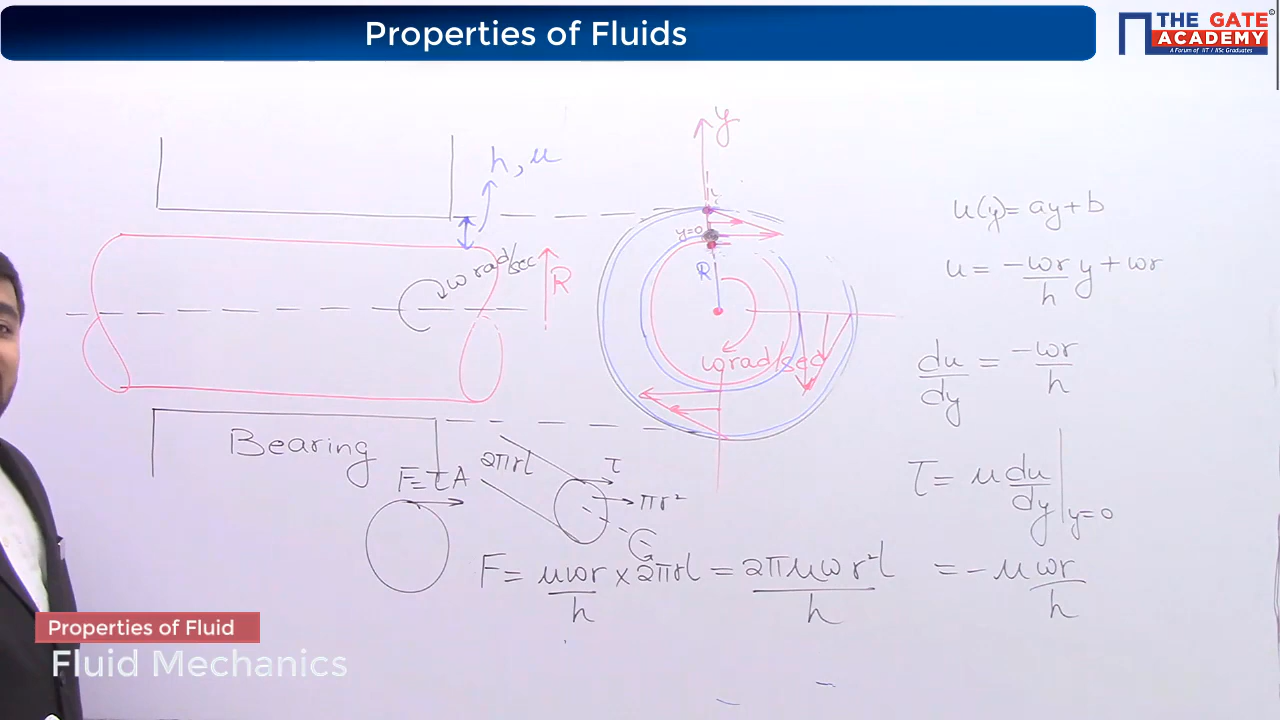 Properties of Fluids
THE GATE
ACADEMY
A Forum of IIT / IISc Graduates
h, μ
ω rad/sec
R
Bearing
y
y=0
R
ω rad/sec
F=τA
2πrl
τ
πr²
u(y)= ay+b
u = -ωr/h y+ωr
du/dy = -ωr/h
τ= μ du/dy |y=0
= - μωr/h
F= μωr/h × 2πrl = 2πμωr²l/h
Properties of Fluid
Fluid Mechanics